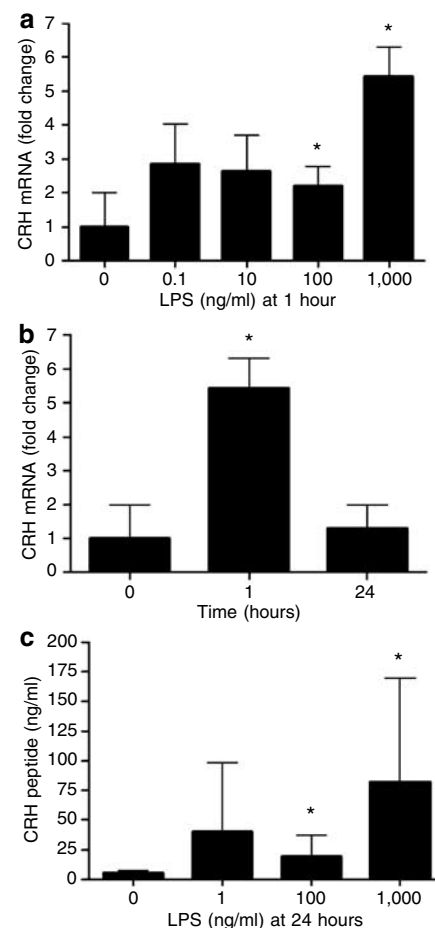 a
CRH mRNA (fold change)
7
6
5
4
3
2
1
0
*
*
0 0.1 10 100 1,000
LPS (ng/ml) at 1 hour
b
CRH mRNA (fold change)
7
6
5
4
3
2
1
0
*
0 1 24
Time (hours)
c
CRH peptide (ng/ml)
200
175
150
125
100
75
50
25
0
*
*
0 1 100 1,000
LPS (ng/ml) at 24 hours